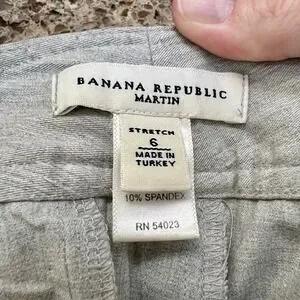 BANANA REPUBLIC
MARTIN
STRETCH
6
MADE IN
TURKEY
10% SPANDEX
RN 54023